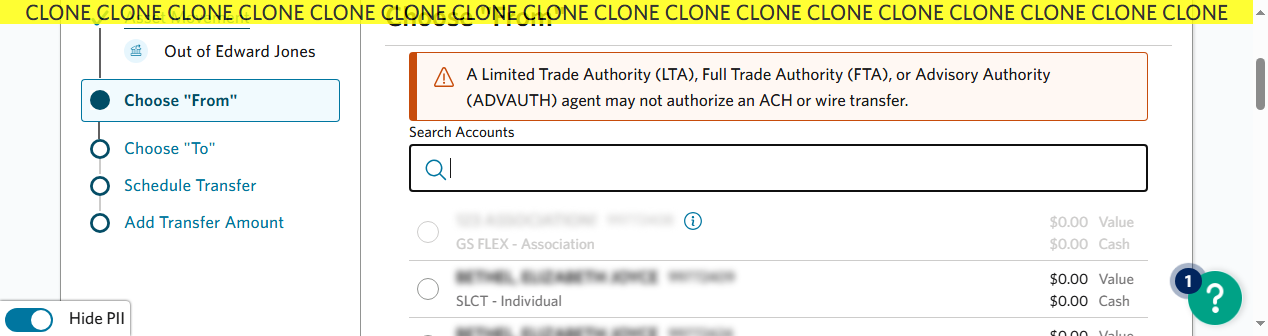 CLONE CLONE CLONE CLONE CLONE CLONE CLONE CLONE CLONE CLONE CLONE CLONE CLONE CLONE CLONE CLONE CLONE
Choose "From"
Out of Edward Jones
Choose "From"
Choose "To"
Schedule Transfer
Add Transfer Amount
Hide PII
A Limited Trade Authority (LTA), Full Trade Authority (FTA), or Advisory Authority
(ADVAUTH) agent may not authorize an ACH or wire transfer.
Search Accounts
$0.00 Value
GS FLEX - Association $0.00 Cash
$0.00 Value
SLCT - Individual $0.00 Cash
$0.00 Value
1
?